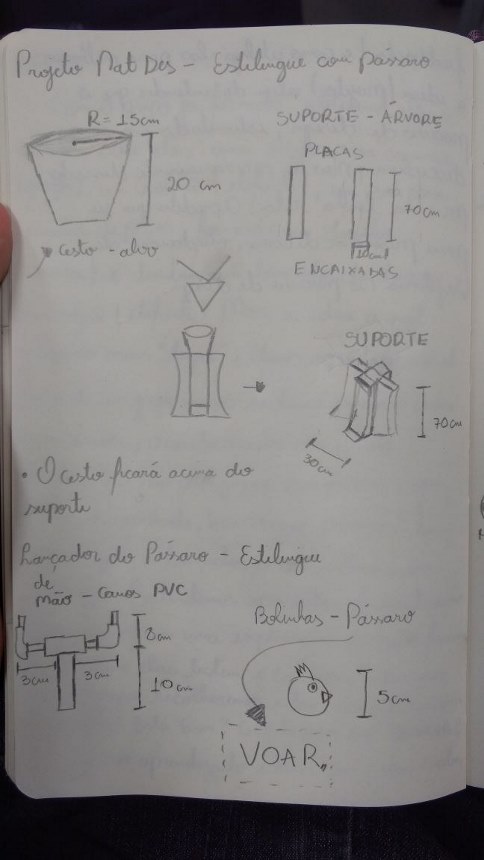 Projeto Mat Des - Estilingue com Pássaro
R = 15cm
20 cm
cesto - alvo
SUPORTE - ÁRVORE
PLACAS
70cm
10cm
ENCAIXADAS
SUPORTE
70cm
30cm
• O cesto ficará acima do
suporte
Lançador do Pássaro - Estilingue
de
mão - Canos PVC
8cm
3cm
3cm
10cm
Bolinhas - Pássaro
5cm
VOAR.